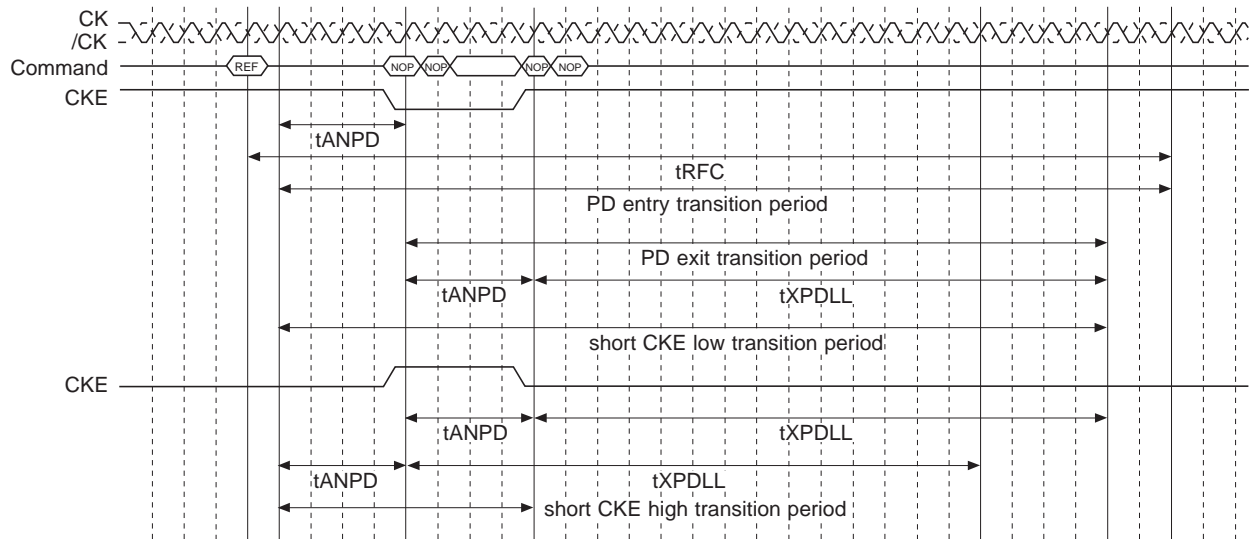 CK
/CK
Command
REF NOP NOP NOP NOP
CKE
tANPD
tRFC
PD entry transition period
PD exit transition period
tANPD tXPDLL
short CKE low transition period
CKE
tANPD tXPDLL
tANPD tXPDLL
short CKE high transition period